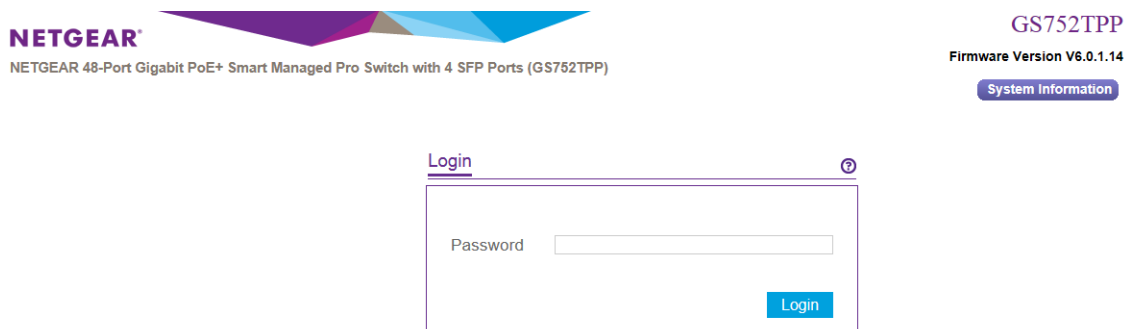 NETGEAR®
NETGEAR 48-Port Gigabit PoE+ Smart Managed Pro Switch with 4 SFP Ports (GS752TPP)
GS752TPP
Firmware Version V6.0.1.14
System Information
Login
?
Password
Login